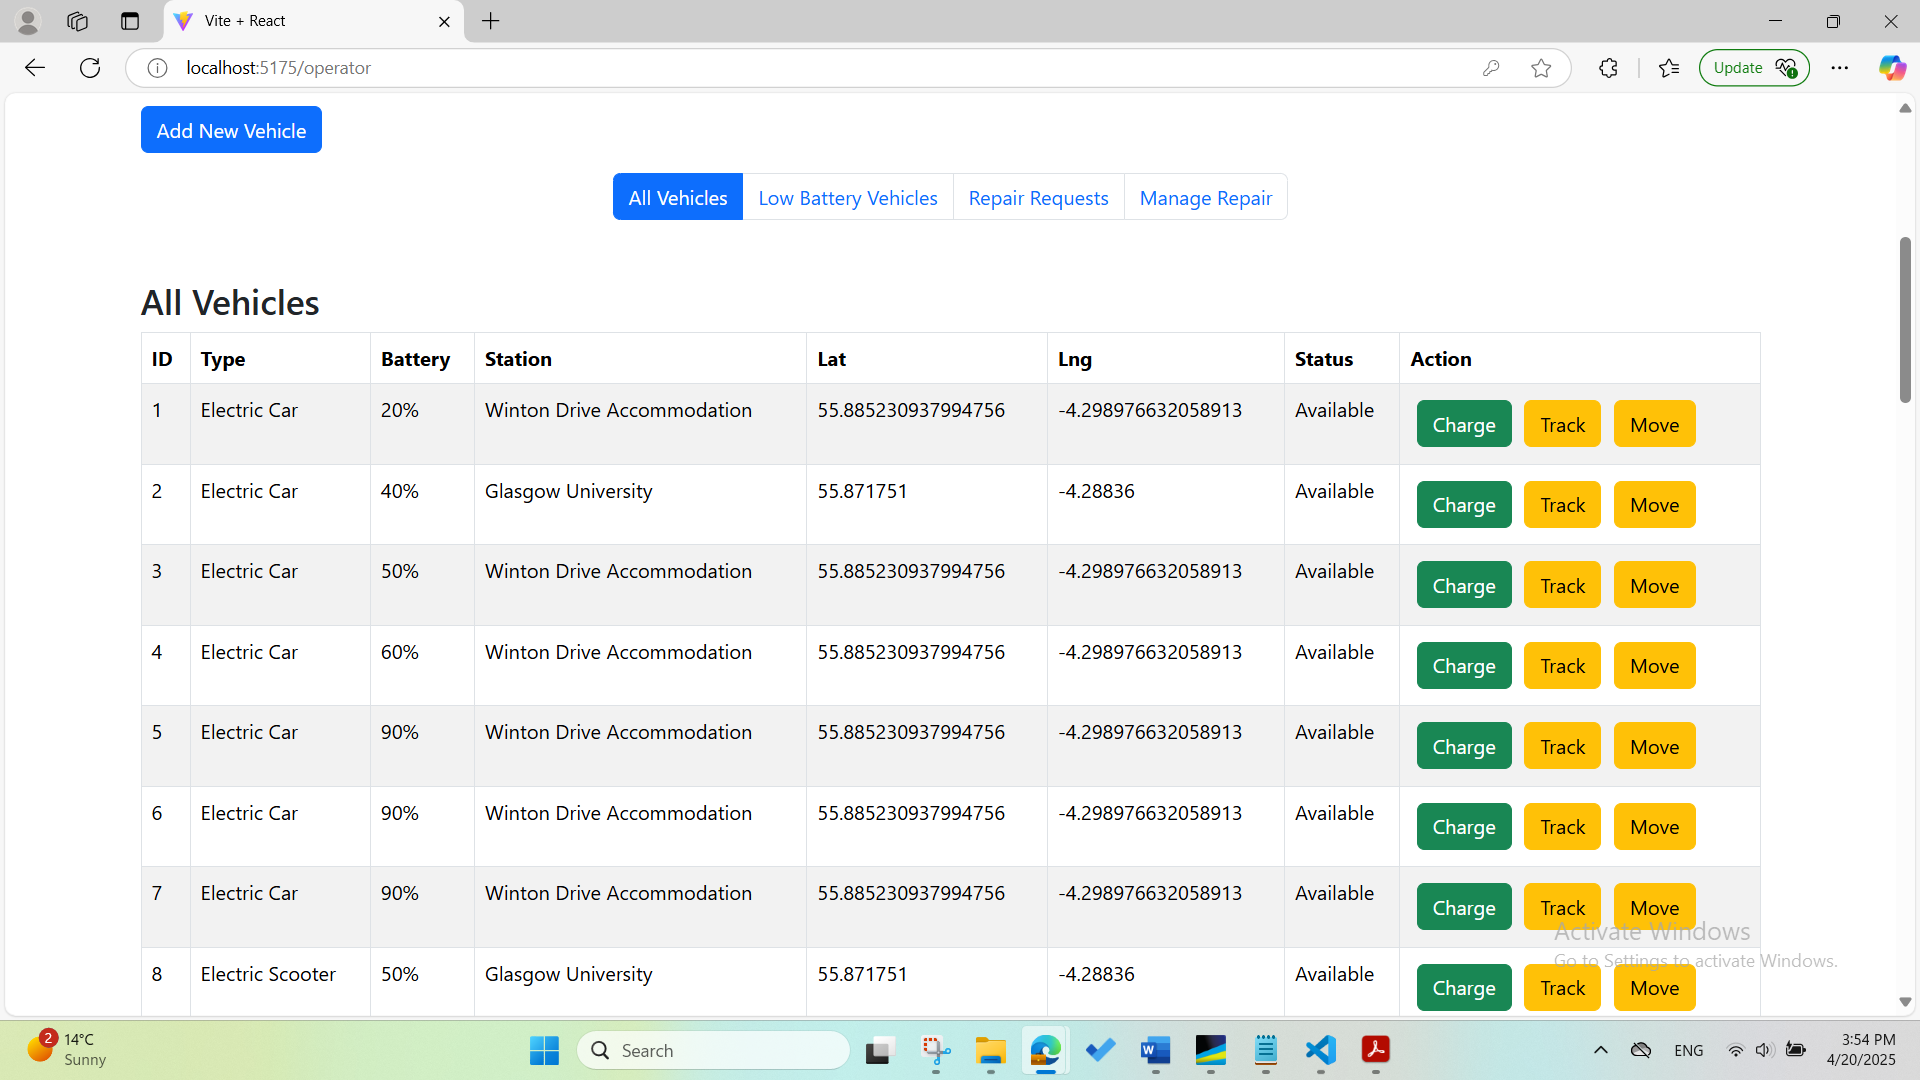 Vite + React
localhost:5175/operator
Update
Add New Vehicle
All Vehicles Low Battery Vehicles Repair Requests Manage Repair
All Vehicles
ID Type Battery Station Lat Lng Status Action
1 Electric Car 20% Winton Drive Accommodation 55.885230937994756 -4.298976632058913 Available Charge Track Move
2 Electric Car 40% Glasgow University 55.871751 -4.28836 Available Charge Track Move
3 Electric Car 50% Winton Drive Accommodation 55.885230937994756 -4.298976632058913 Available Charge Track Move
4 Electric Car 60% Winton Drive Accommodation 55.885230937994756 -4.298976632058913 Available Charge Track Move
5 Electric Car 90% Winton Drive Accommodation 55.885230937994756 -4.298976632058913 Available Charge Track Move
6 Electric Car 90% Winton Drive Accommodation 55.885230937994756 -4.298976632058913 Available Charge Track Move
7 Electric Car 90% Winton Drive Accommodation 55.885230937994756 -4.298976632058913 Available Charge Track Move
Activate Windows
Go to Settings to activate Windows.
8 Electric Scooter 50% Glasgow University 55.871751 -4.28836 Available Charge Track Move
2 14°C
Sunny
Search
ENG
3:54 PM
4/20/2025